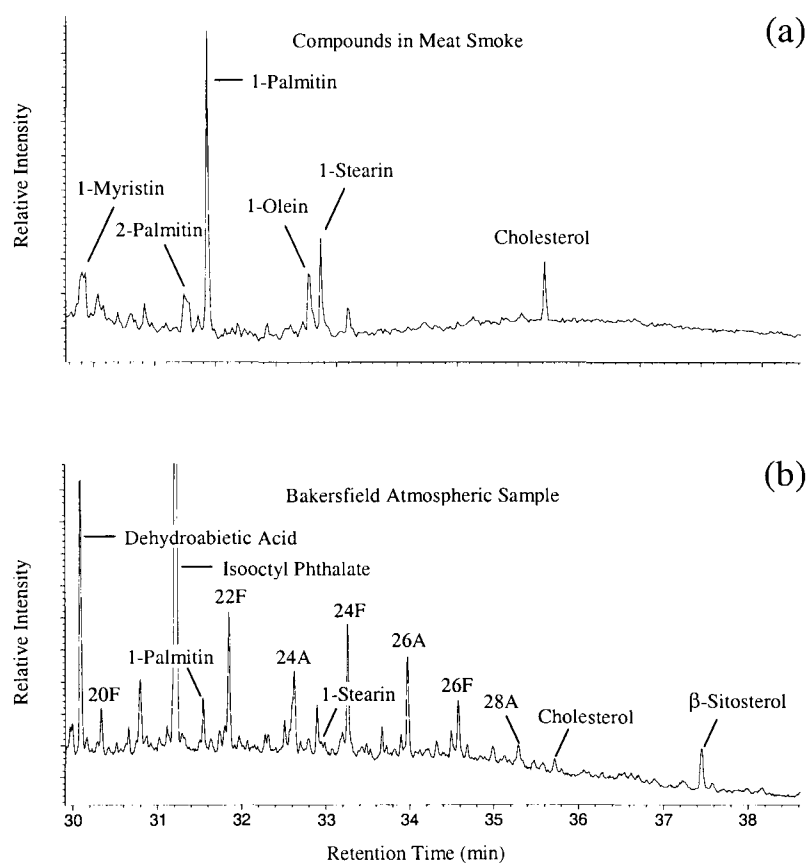 (a)
Compounds in Meat Smoke
1-Palmitin
1-Myristin
1-Stearin
1-Olein
2-Palmitin
Cholesterol
Relative Intensity
(b)
Bakersfield Atmospheric Sample
Dehydroabietic Acid
Isooctyl Phthalate
22F
24F
1-Palmitin
24A
26A
20F
1-Stearin
26F
28A
Cholesterol
β-Sitosterol
Relative Intensity
30 31 32 33 34 35 36 37 38
Retention Time (min)